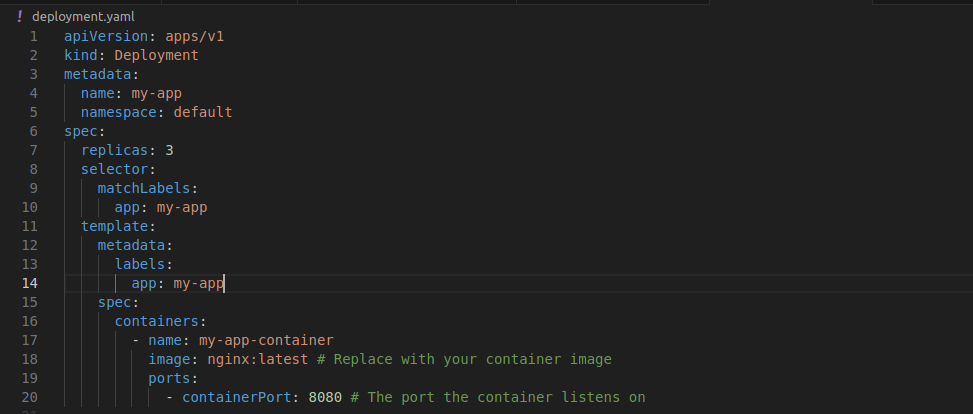 ! deployment.yaml
1 apiVersion: apps/v1
2 kind: Deployment
3 metadata:
4   name: my-app
5   namespace: default
6 spec:
7   replicas: 3
8   selector:
9     matchLabels:
10       app: my-app
11   template:
12     metadata:
13       labels:
14         app: my-app
15     spec:
16       containers:
17         - name: my-app-container
18           image: nginx:latest # Replace with your container image
19           ports:
20             - containerPort: 8080 # The port the container listens on